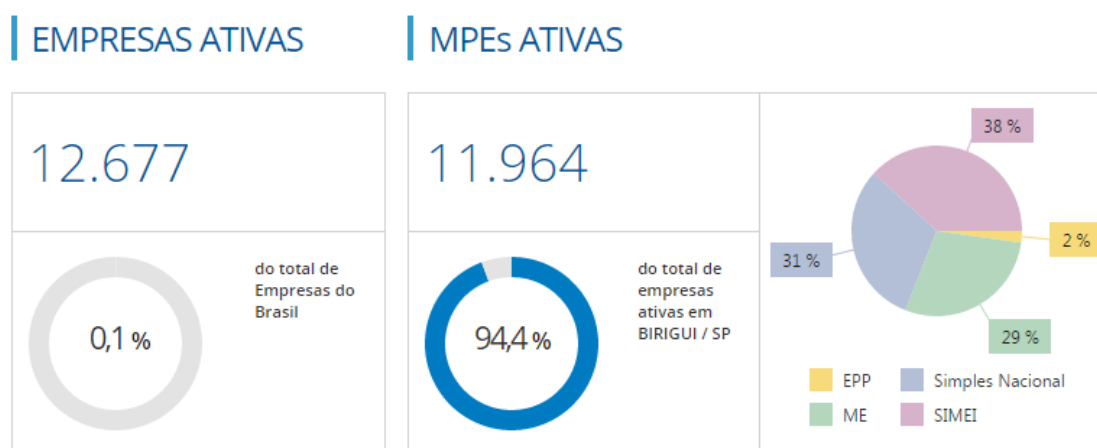 EMPRESAS ATIVAS
12.677
0,1 %
do total de
Empresas do
Brasil
MPEs ATIVAS
11.964
94,4 %
do total de
empresas
ativas em
BIRIGUI / SP
38 %
2 %
31 %
29 %
EPP
Simples Nacional
ME
SIMEI